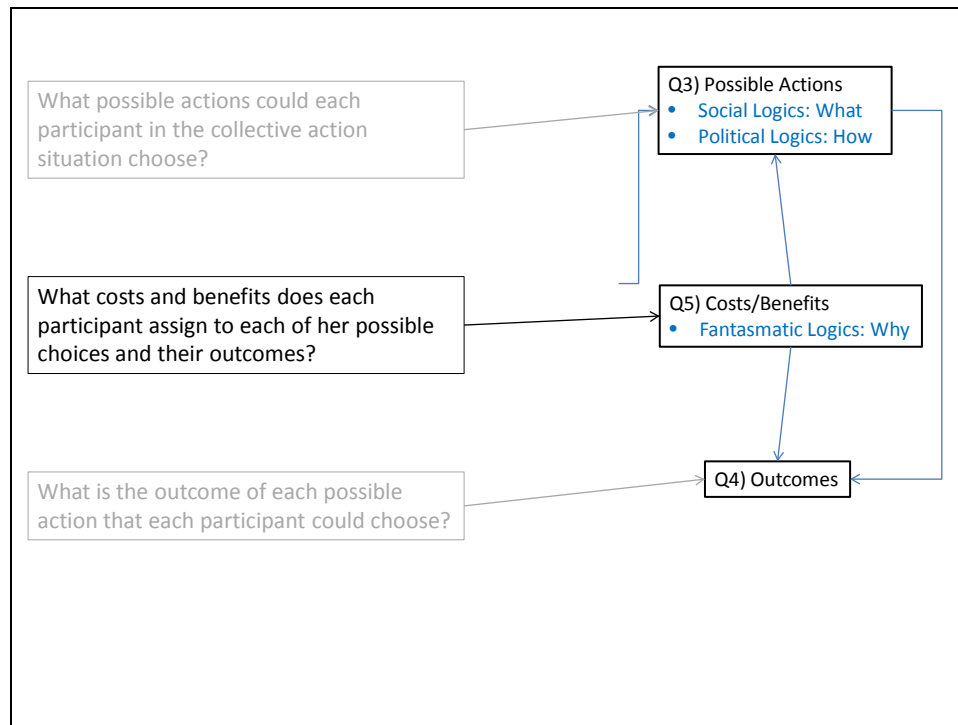 What possible actions could each
participant in the collective action
situation choose?
Q3) Possible Actions
• Social Logics: What
• Political Logics: How
What costs and benefits does each
participant assign to each of her possible
choices and their outcomes?
Q5) Costs/Benefits
• Fantasmatic Logics: Why
What is the outcome of each possible
action that each participant could choose?
Q4) Outcomes